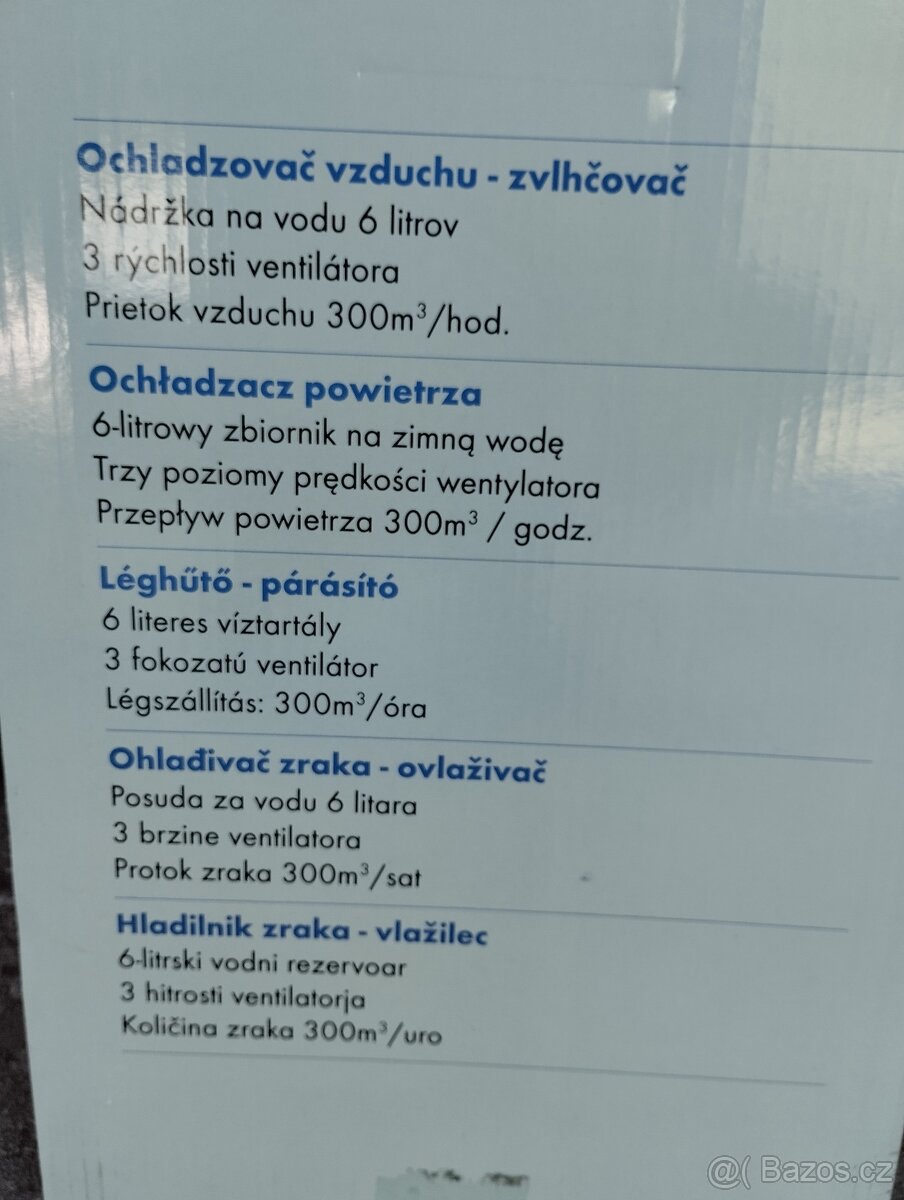 Ochladzovač vzduchu - zvlhčovač
Nádržka na vodu 6 litrov
3 rýchlosti ventilátora
Prietok vzduchu 300m³/hod.
Ochładzacz powietrza
6-litrowy zbiornik na zimną wodę
Trzy poziomy prędkości wentylatora
Przepływ powietrza 300m³ / godz.
Léghűtő - párásító
6 literes víztartály
3 fokozatú ventilátor
Légszállítás: 300m³/óra
Ohlađivač zraka - ovlaživač
Posuda za vodu 6 litara
3 brzine ventilatora
Protok zraka 300m³/sat
Hladilnik zraka - vlažilec
6-litrski vodni rezervoar
3 hitrosti ventilatorja
Količina zraka 300m³/uro
@( Bazos.cz